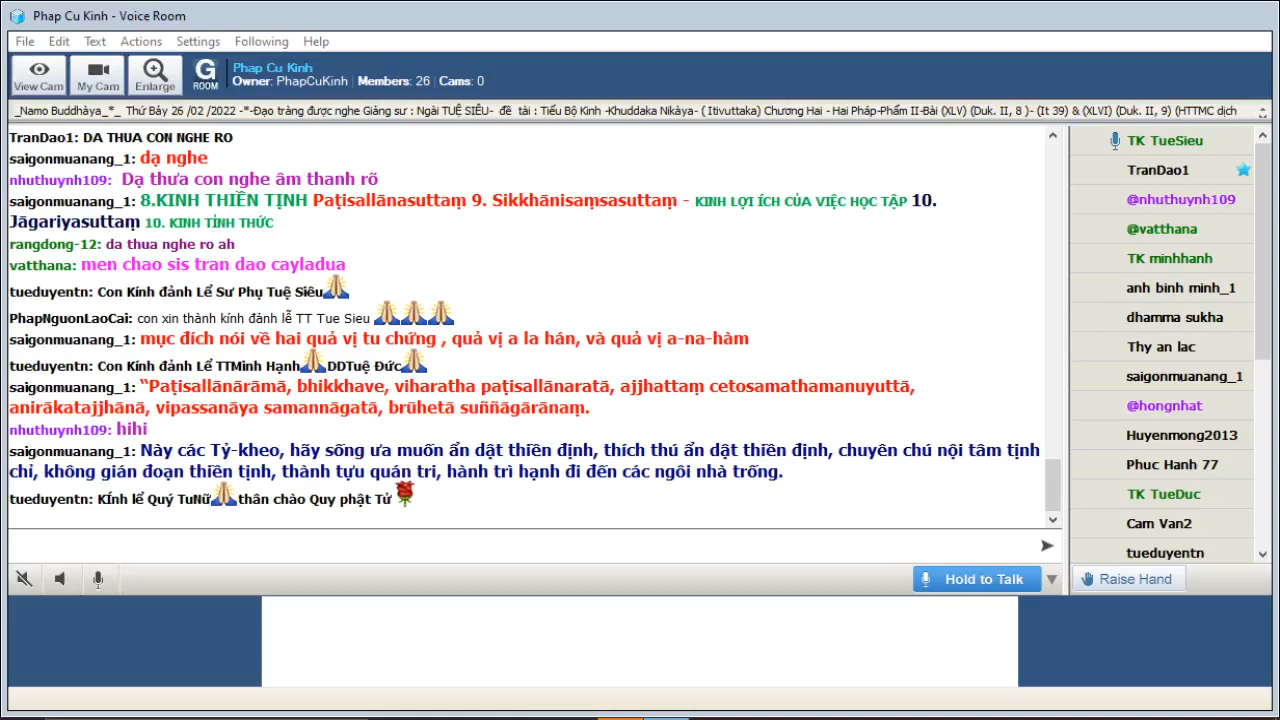 Phap Cu Kinh - Voice Room
File Edit Text Actions Settings Following Help
View Cam My Cam Enlarge G ROOM
Phap Cu Kinh
Owner: PhapCuKinh Members: 26 Cams: 0
_Namo Buddhàya_*_ Thứ Bảy 26 /02 /2022 -*-Đạo tràng được nghe Giảng sư : Ngài TUỆ SIÊU- đề tài : Tiểu Bộ Kinh -Khuddaka Nikàya- ( Itivuttaka) Chương Hai - Hai Pháp-Phẩm II-Bài (XLV) (Duk. II, 8 )- (It 39) & (XLVI) (Duk. II, 9) (HTTMC dịch
TranDao1: DA THUA CON NGHE RO
saigonmuanang_1: dạ nghe
nhuthuynh109: Dạ thưa con nghe âm thanh rõ
saigonmuanang_1: 8.KINH THIỀN TỊNH Paṭisallānasuttaṃ 9. Sikkhānisaṃsasuttaṃ - KINH LỢI ÍCH CỦA VIỆC HỌC TẬP 10.
Jāgariyasuttaṃ 10. KINH TỈNH THỨC
rangdong-12: da thua nghe ro ah
vatthana: men chao sis tran dao cayladua
tueduyentn: Con Kính đảnh Lể Sư Phụ Tuệ Siêu
PhapNguonLaoCai: con xin thành kính đảnh lễ TT Tue Sieu
saigonmuanang_1: mục đích nói về hai quả vị tu chứng , quả vị a la hán, và quả vị a-na-hàm
tueduyentn: Con Kính đảnh Lể TTMinh Hạnh DDTuệ Đức
saigonmuanang_1: “Paṭisallānārāmā, bhikkhave, viharatha paṭisallānaratā, ajjhattaṃ cetosamathamanuyuttā,
anirākatajjhānā, vipassanāya samannāgatā, brūhetā suññāgārānaṃ.
nhuthuynh109: hihi
saigonmuanang_1: Này các Tỷ-kheo, hãy sống ưa muốn ẩn dật thiền định, thích thú ẩn dật thiền định, chuyên chú nội tâm tịnh
chỉ, không gián đoạn thiền tịnh, thành tựu quán tri, hành trì hạnh đi đến các ngôi nhà trống.
tueduyentn: KÍnh lể Quý TuNữ thân chào Quy phật Tử
Hold to Talk
TK TueSieu
TranDao1
@nhuthuynh109
@vatthana
TK minhhanh
anh binh minh_1
dhamma sukha
Thy an lac
saigonmuanang_1
@hongnhat
Huyenmong2013
Phuc Hanh 77
TK TueDuc
Cam Van2
tueduyentn
Raise Hand